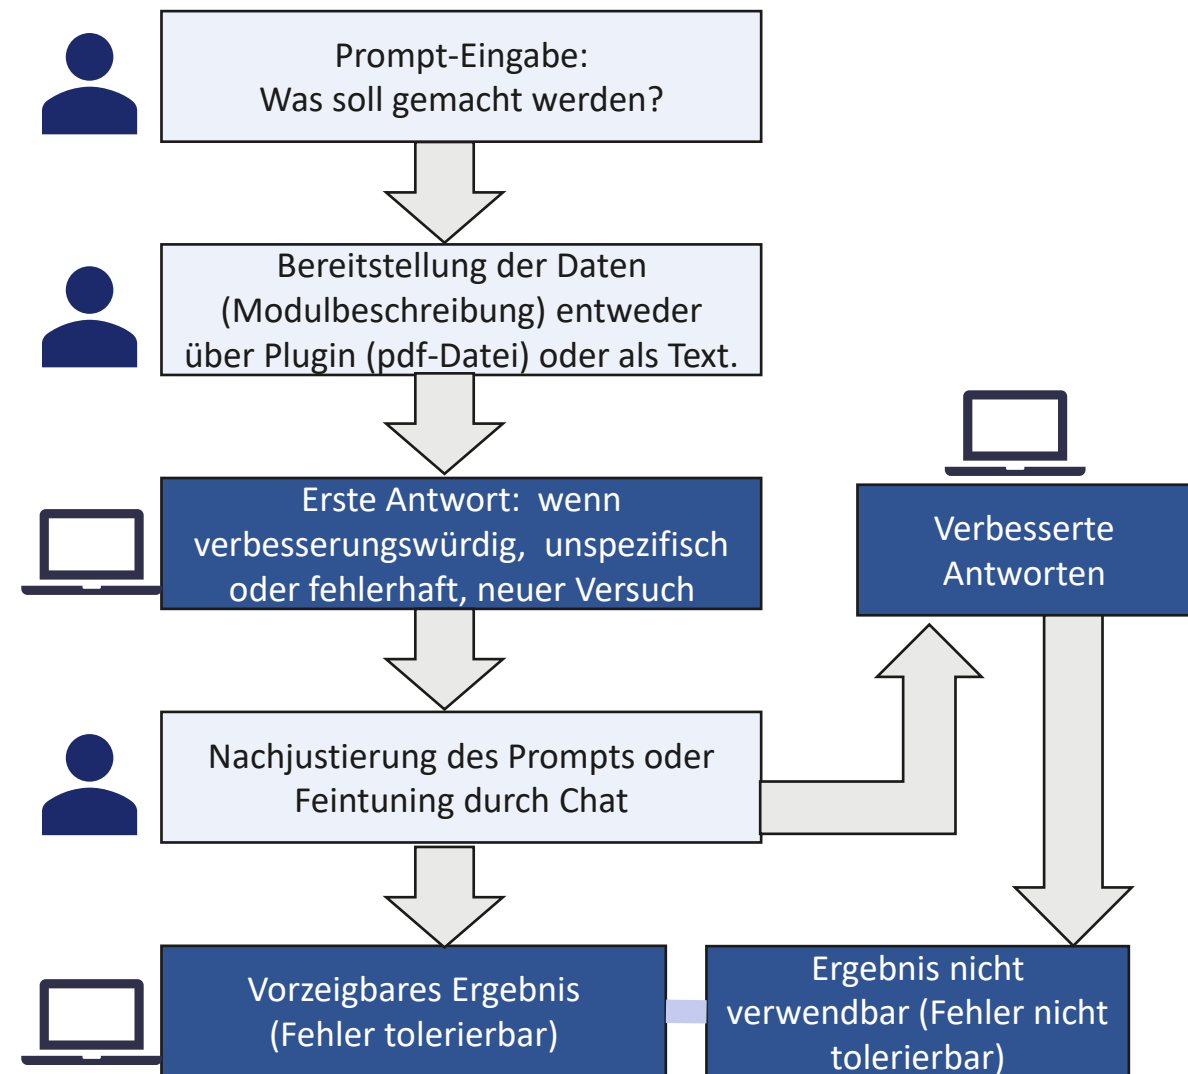 Prompt-Eingabe:
Was soll gemacht werden?
Bereitstellung der Daten
(Modulbeschreibung) entweder
über Plugin (pdf-Datei) oder als Text.
Erste Antwort: wenn
verbesserungswürdig, unspezifisch
oder fehlerhaft, neuer Versuch
Nachjustierung des Prompts oder
Feintuning durch Chat
Verbesserte
Antworten
Vorzeigbares Ergebnis
(Fehler tolerierbar)
Ergebnis nicht
verwendbar (Fehler nicht
tolerierbar)